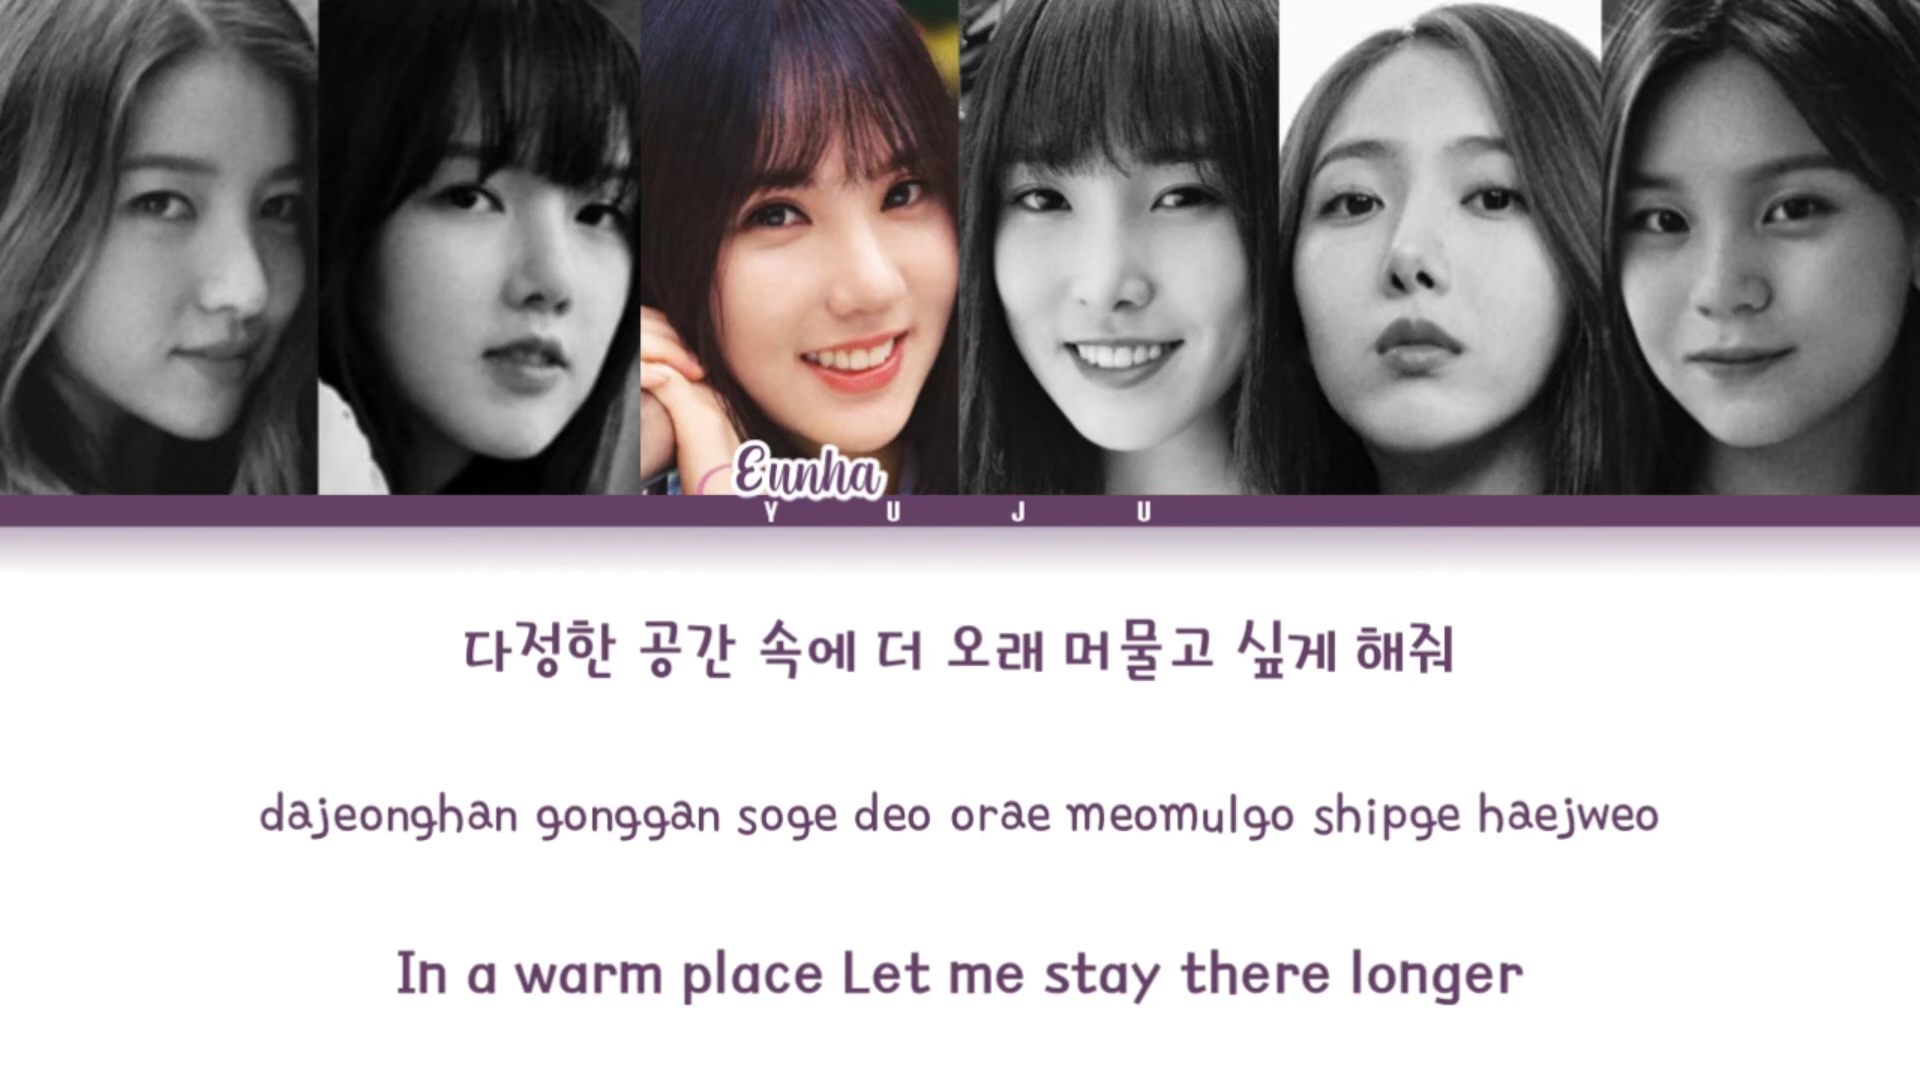 Eunha
YUJU
다정한 공간 속에 더 오래 머물고 싶게 해줘
dajeonghan gonggan soge deo orae meomulgo shipge haejweo
In a warm place Let me stay there longer